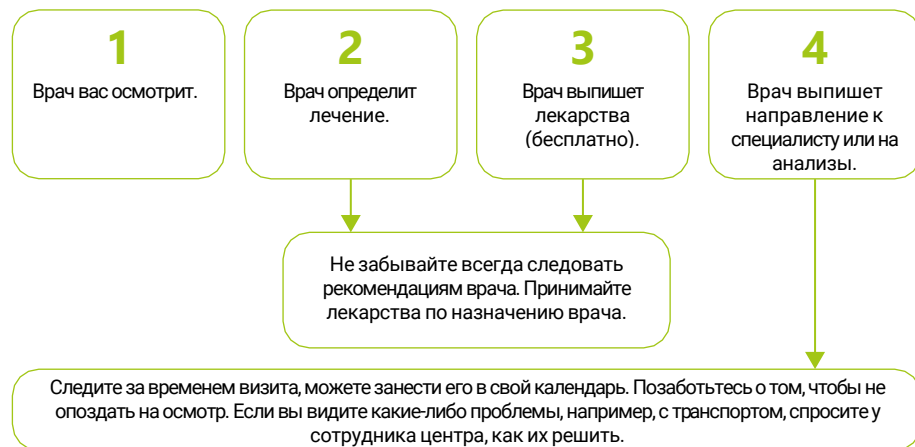 1
Врач вас осмотрит.
2
Врач определит
лечение.
3
Врач выпишет
лекарства
(бесплатно).
4
Врач выпишет
направление к
специалисту или на
анализы.
Не забывайте всегда следовать
рекомендациям врача. Принимайте
лекарства по назначению врача.
Следите за временем визита, можете занести его в свой календарь. Позаботьтесь о том, чтобы не
опоздать на осмотр. Если вы видите какие-либо проблемы, например, с транспортом, спросите у
сотрудника центра, как их решить.